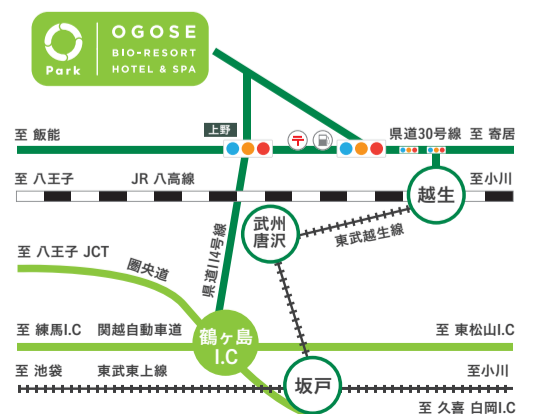 OGOSE
BIO-RESORT
HOTEL & SPA
Park
上野
県道30号線
至 飯能
至 寄居
至 八王子
JR 八高線
越生
至小川
武州
唐沢
東武越生線
県道114号線
至 八王子 JCT
圏央道
鶴ヶ島
I.C
至 練馬I.C
関越自動車道
至 東松山I.C
至 池袋
東武東上線
坂戸
至小川
至 久喜 白岡I.C